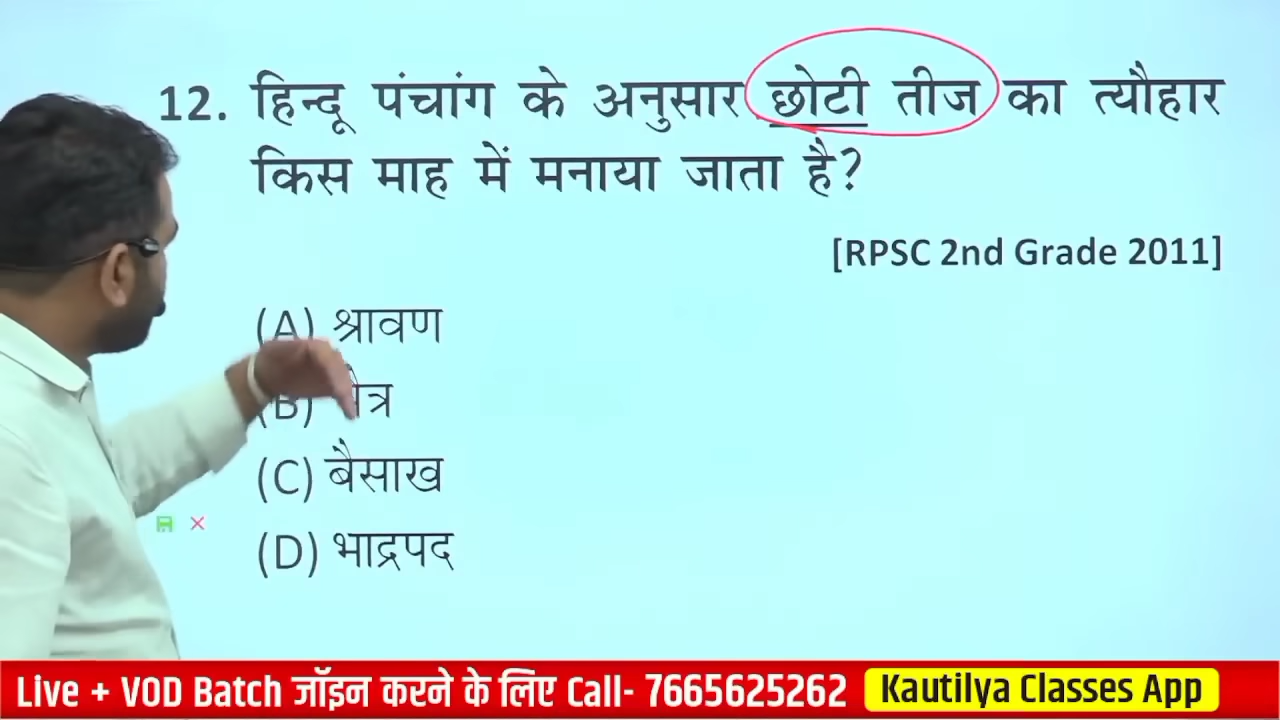 12. हिन्दू पंचांग के अनुसार छोटी तीज का त्यौहार
किस माह में मनाया जाता है?
[RPSC 2nd Grade 2011]
(A) श्रावण
(B)
(C) बैसाख
(D) भाद्रपद
Live + VOD Batch जॉइन करने के लिए Call- 7665625262 Kautilya Classes App